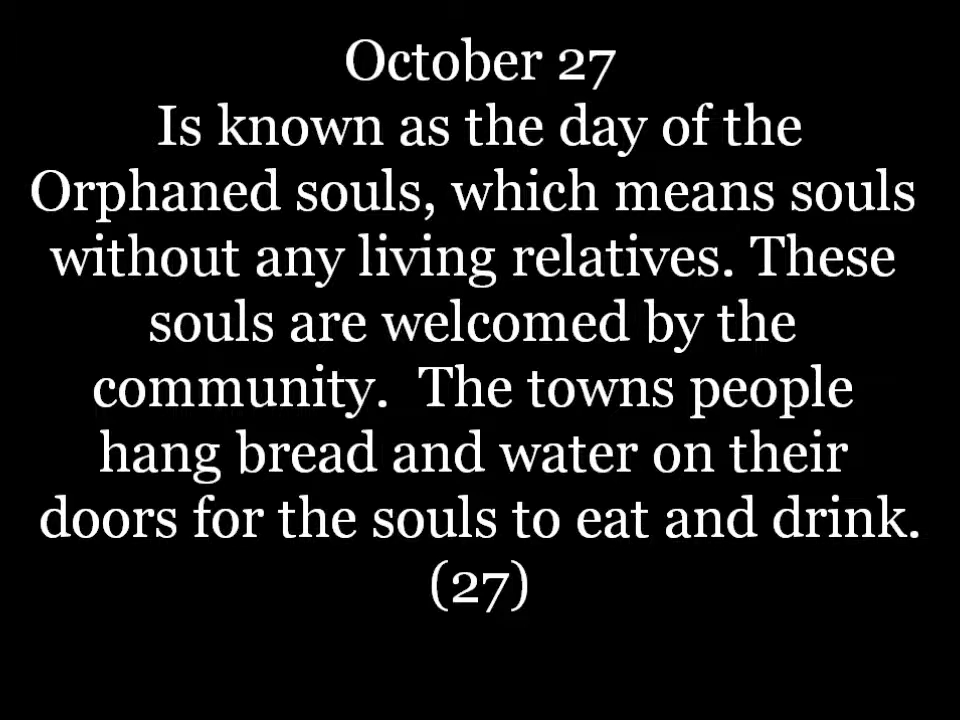 October 27
Is known as the day of the
Orphaned souls, which means souls
without any living relatives. These
souls are welcomed by the
community.  The towns people
hang bread and water on their
doors for the souls to eat and drink.
(27)